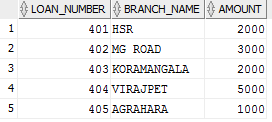 LOAN_NUMBER BRANCH_NAME AMOUNT
1 401 HSR 2000
2 402 MG ROAD 3000
3 403 KORAMANGALA 2000
4 404 VIRAJPET 5000
5 405 AGRAHARA 1000